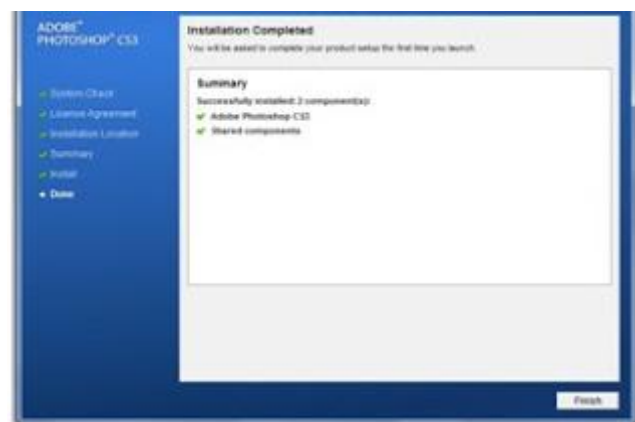 ADOBE®
PHOTOSHOP® CS3
System Check
License Agreement
Installation Location
Summary
Install
Done
Installation Completed
You will be asked to complete your product setup the first time you launch.
Summary
Successfully installed 2 component(s):
Adobe Photoshop CS3
Shared components
Finish